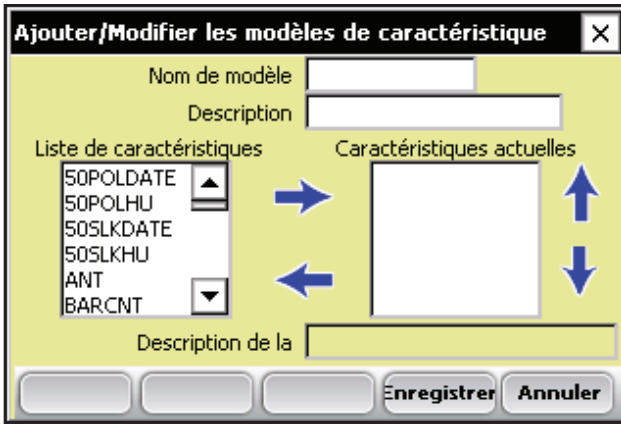 Ajouter/Modifier les modèles de caractéristique
Nom de modèle
Description
Liste de caractéristiques Caractéristiques actuelles
50POLDATE
50POLHU
50SLKDATE
50SLKHU
ANT
BARCNT
Description de la
Enregistrer Annuler